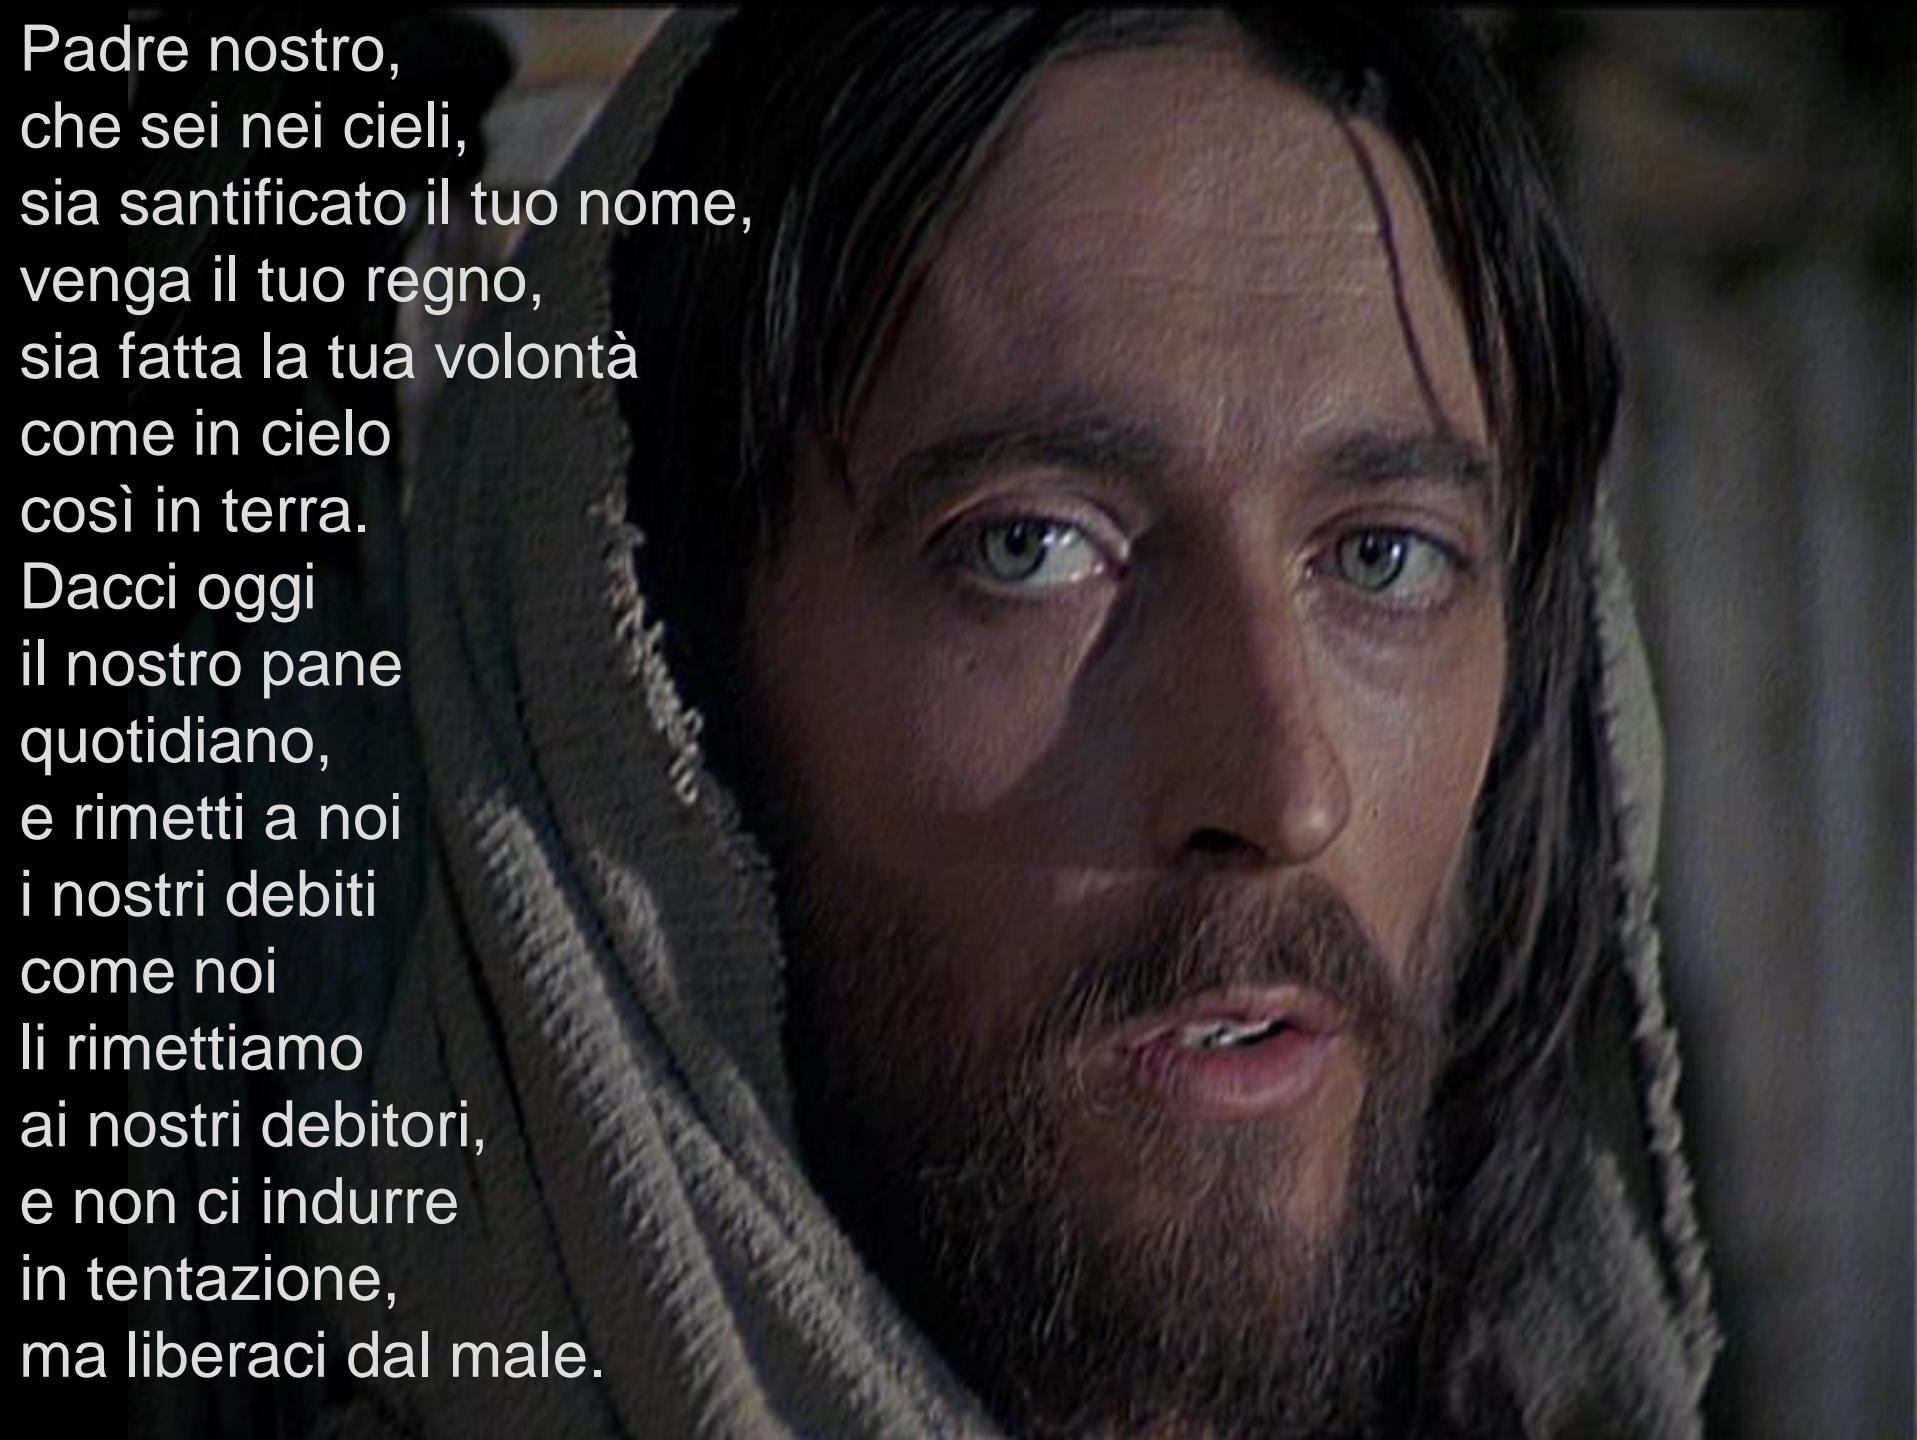 Padre nostro,
che sei nei cieli,
sia santificato il tuo nome,
venga il tuo regno,
sia fatta la tua volontà
come in cielo
così in terra.
Dacci oggi
il nostro pane
quotidiano,
e rimetti a noi
i nostri debiti
come noi
li rimettiamo
ai nostri debitori,
e non ci indurre
in tentazione,
ma liberaci dal male.